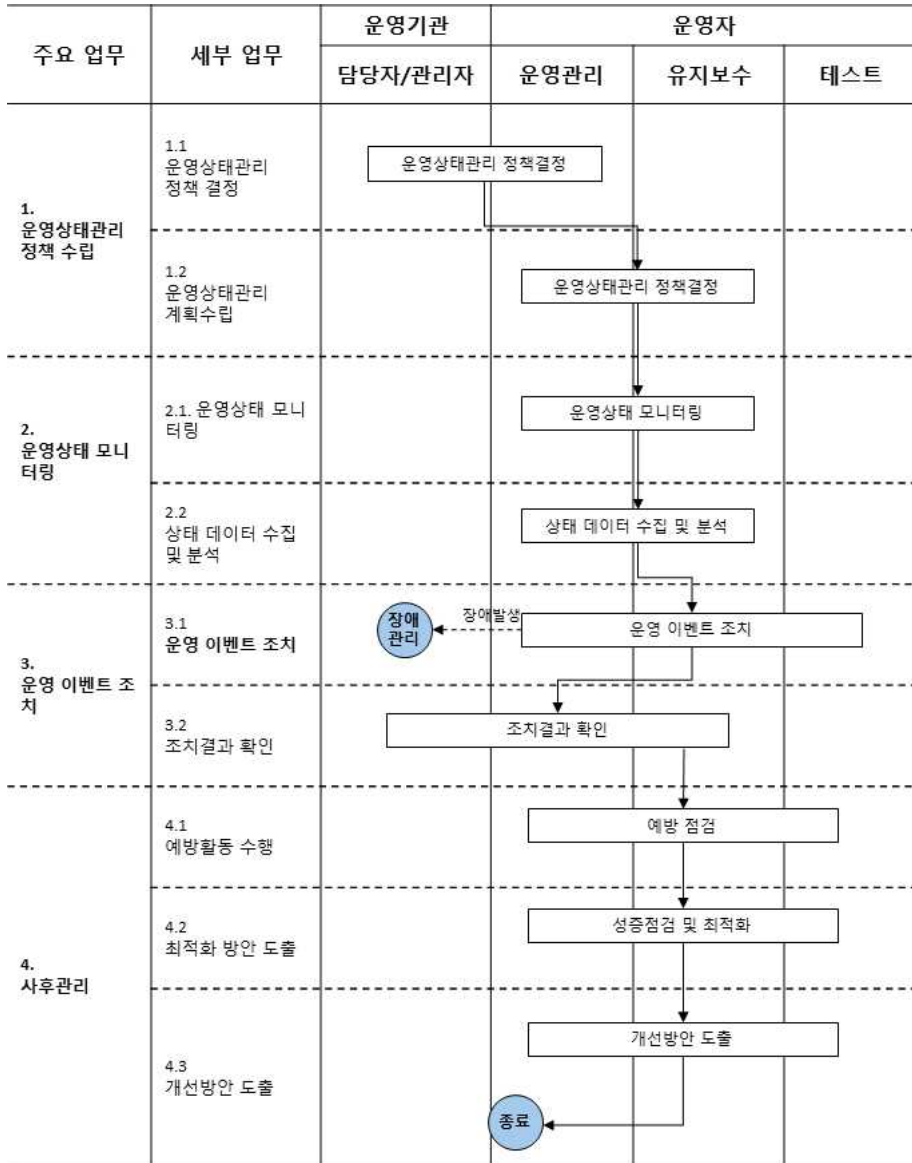 운영기관
운영자
주요 업무
세부 업무
담당자/관리자
운영관리
유지보수
테스트
1.
운영상태관리
정책 수립
1.1
운영상태관리
정책 결정
운영상태관리 정책결정
1.2
운영상태관리
계획수립
운영상태관리 정책결정
2.
운영상태 모니
터링
2.1. 운영상태 모니
터링
운영상태 모니터링
2.2
상태 데이터 수집
및 분석
상태 데이터 수집 및 분석
3.
운영 이벤트 조
치
3.1
운영 이벤트 조치
장애
관리
장애발생
운영 이벤트 조치
3.2
조치결과 확인
조치결과 확인
4.
사후관리
4.1
예방활동 수행
예방 점검
4.2
최적화 방안 도출
성증점검 및 최적화
4.3
개선방안 도출
개선방안 도출
종료